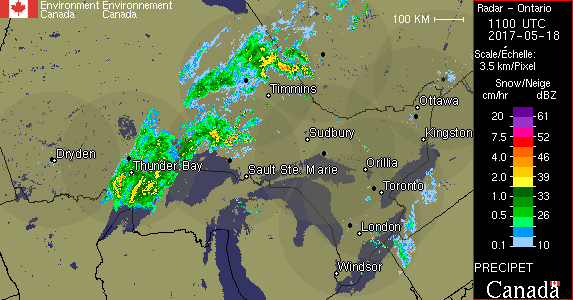 Environment Environnement
Canada Canada
100 KM
Timmins
Ottawa
Sudbury
Kingston
Dryden
Thunder Bay
Sault Ste. Marie
Orillia
Toronto
London
Windsor
Radar - Ontario
1100 UTC
2017-05-18
Scale/Échelle:
3.5 km/Pixel
Snow/Neige
cm/hr dBZ
20 61
7.5 52
4.0 46
2.0 39
1.0 33
0.5 26
0.1 10
PRECIPET
Canada